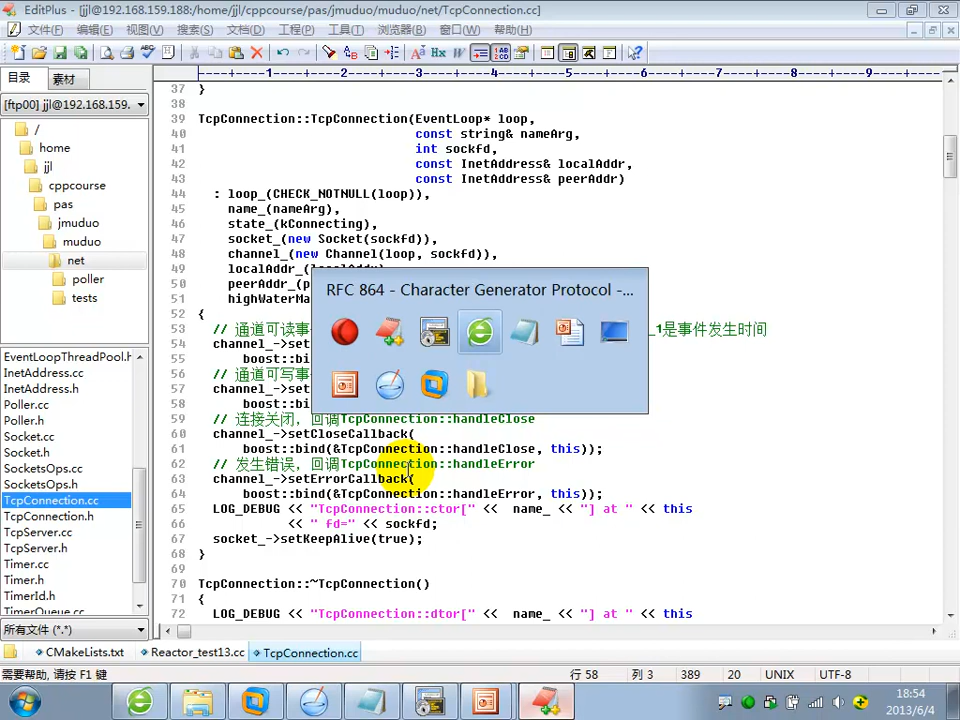 EditPlus - [ftp://192.168.159.188:/home/jjl/cppcourse/pas/jmuduo/muduo/net/TcpConnection.cc]
文件(F) 编辑(E) 视图(V) 搜索(S) 文档(D) 工程(P) 工具(T) 浏览器(B) 窗口(W) 帮助(H)
目录 素材
[ftp00] jjl@192.168.159.
/
home
jjl
cppcourse
pas
jmuduo
muduo
net
poller
tests
EventLoopThreadPool.h
InetAddress.cc
InetAddress.h
Poller.cc
Poller.h
Socket.cc
Socket.h
SocketsOps.cc
SocketsOps.h
TcpConnection.cc
TcpConnection.h
TcpServer.cc
TcpServer.h
Timer.cc
Timer.h
TimerId.h
TimerQueue.cc
所有文件 (*.*)
----+----1----+----2----+----3----+----4----+----5----+----6----+----7----+----8----+----9----+--
37 }
38
39 TcpConnection::TcpConnection(EventLoop* loop,
40 const string& nameArg,
41 int sockfd,
42 const InetAddress& localAddr,
43 const InetAddress& peerAddr)
44 : loop_(CHECK_NOTNULL(loop)),
45 name_(nameArg),
46 state_(kConnecting),
47 socket_(new Socket(sockfd)),
48 channel_(new Channel(loop, sockfd)),
49 localAddr_(localAddr),
50 peerAddr_(p
51 highWaterMa
52 {
53 // 通道可读事 _1是事件发生时间
54 channel_->set
55 boost::bi
56 // 通道可写事
57 channel_->set
58 boost::bi
59 // 连接关闭，回调TcpConnection::handleClose
60 channel_->setCloseCallback(
61 boost::bind(&TcpConnection::handleClose, this));
62 // 发生错误，回调TcpConnection::handleError
63 channel_->setErrorCallback(
64 boost::bind(&TcpConnection::handleError, this));
65 LOG_DEBUG << "TcpConnection::ctor[" << name_ << "] at " << this
66 << " fd=" << sockfd;
67 socket_->setKeepAlive(true);
68 }
69
70 TcpConnection::~TcpConnection()
71 {
72 LOG_DEBUG << "TcpConnection::dtor[" << name_ << "] at " << this
RFC 864 - Character Generator Protocol -...
CMakeLists.txt Reactor_test13.cc TcpConnection.cc
需要帮助, 请按 F1 键 行 58 列 3 389 20 UNIX UTF-8
18:54
2013/6/4